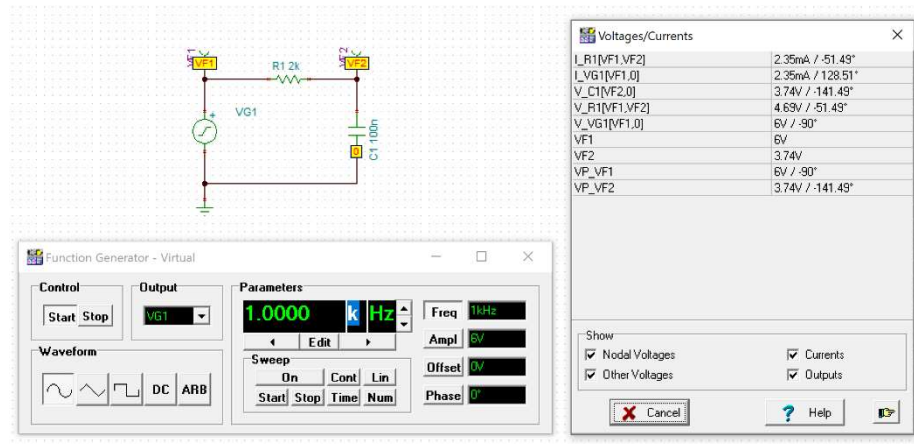 VF1
VF2
VF1
R1 2k
VF2
VG1
+
0
C1 100n
Voltages/Currents
I_R1[VF1,VF2] 2.35mA / -51.49°
I_VG1[VF1,0] 2.35mA / 128.51°
V_C1[VF2,0] 3.74V / -141.49°
V_R1[VF1,VF2] 4.69V / -51.49°
V_VG1[VF1,0] 6V / -90°
VF1 6V
VF2 3.74V
VP_VF1 6V / -90°
VP_VF2 3.74V / -141.49°
Show
Nodal Voltages Currents
Other Voltages Outputs
Cancel ? Help
Function Generator - Virtual
Control Output Parameters
Start Stop VG1 1.0000 k Hz Freq 1kHz
Edit Ampl 6V
Waveform Sweep Offset 0V
DC ARB On Cont Lin
Start Stop Time Num Phase 0°